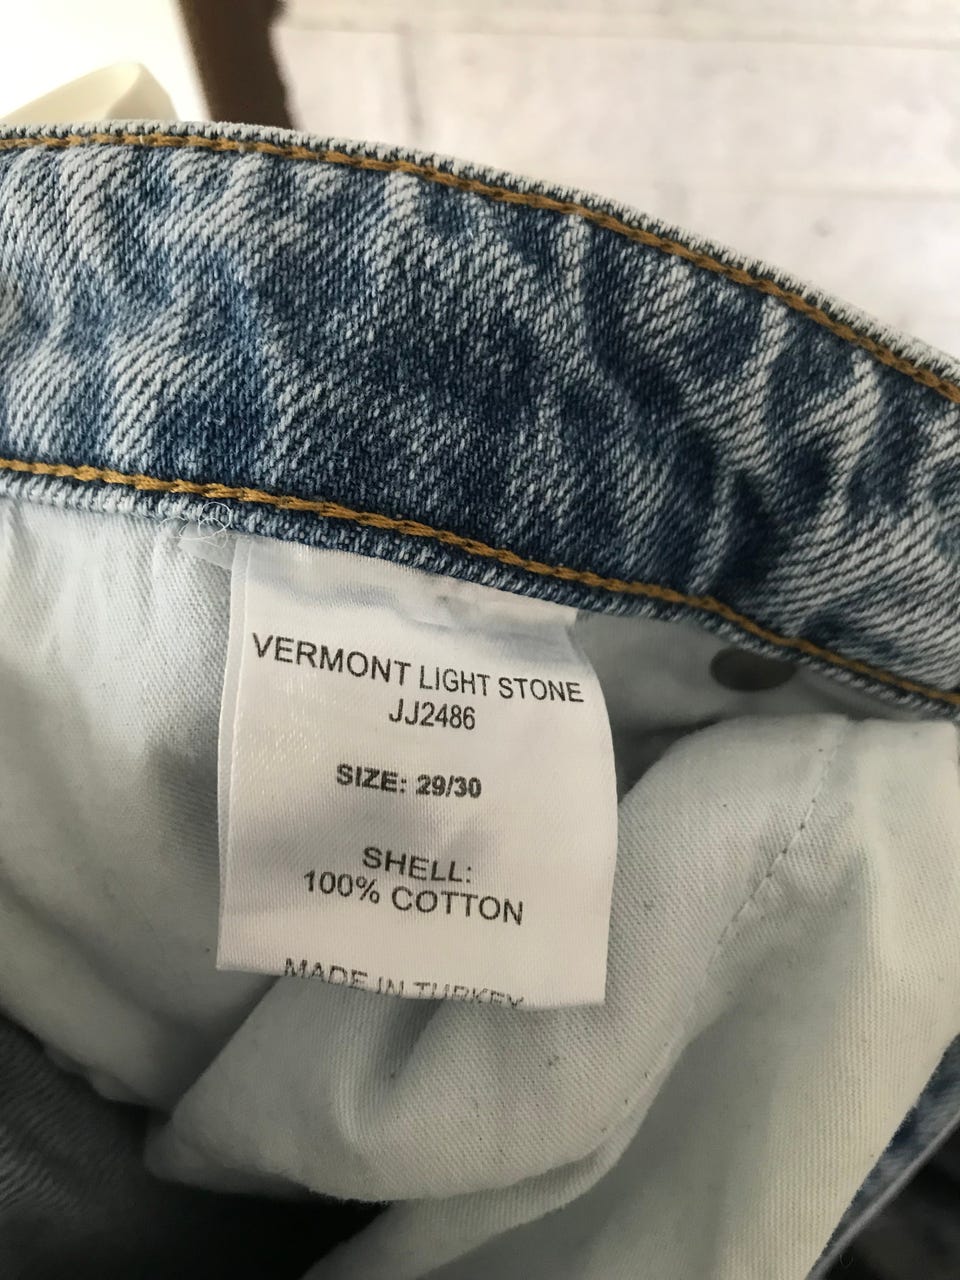 VERMONT LIGHT STONE
JJ2486
SIZE: 29/30
SHELL:
100% COTTON
MADE IN TURKEY